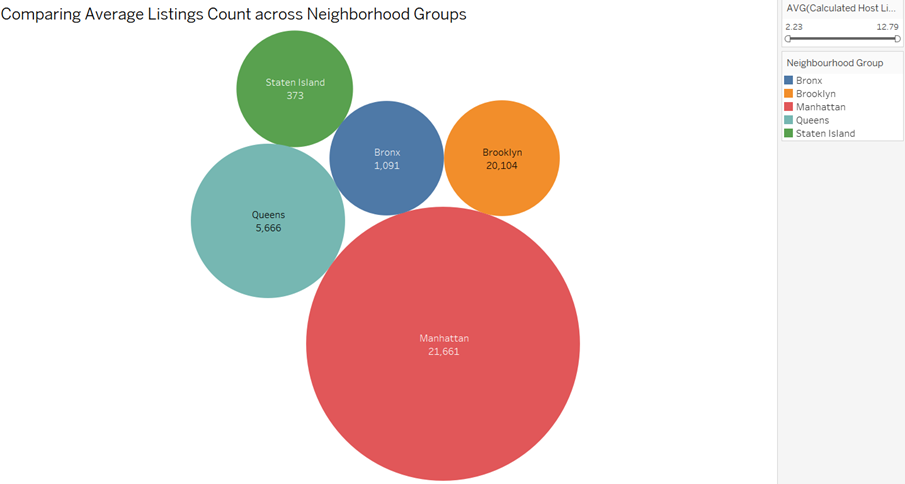 Comparing Average Listings Count across Neighborhood Groups
AVG(Calculated Host Li...
2.23 12.79
Neighbourhood Group
Bronx
Brooklyn
Manhattan
Queens
Staten Island
Staten Island
373
Bronx
1,091
Brooklyn
20,104
Queens
5,666
Manhattan
21,661